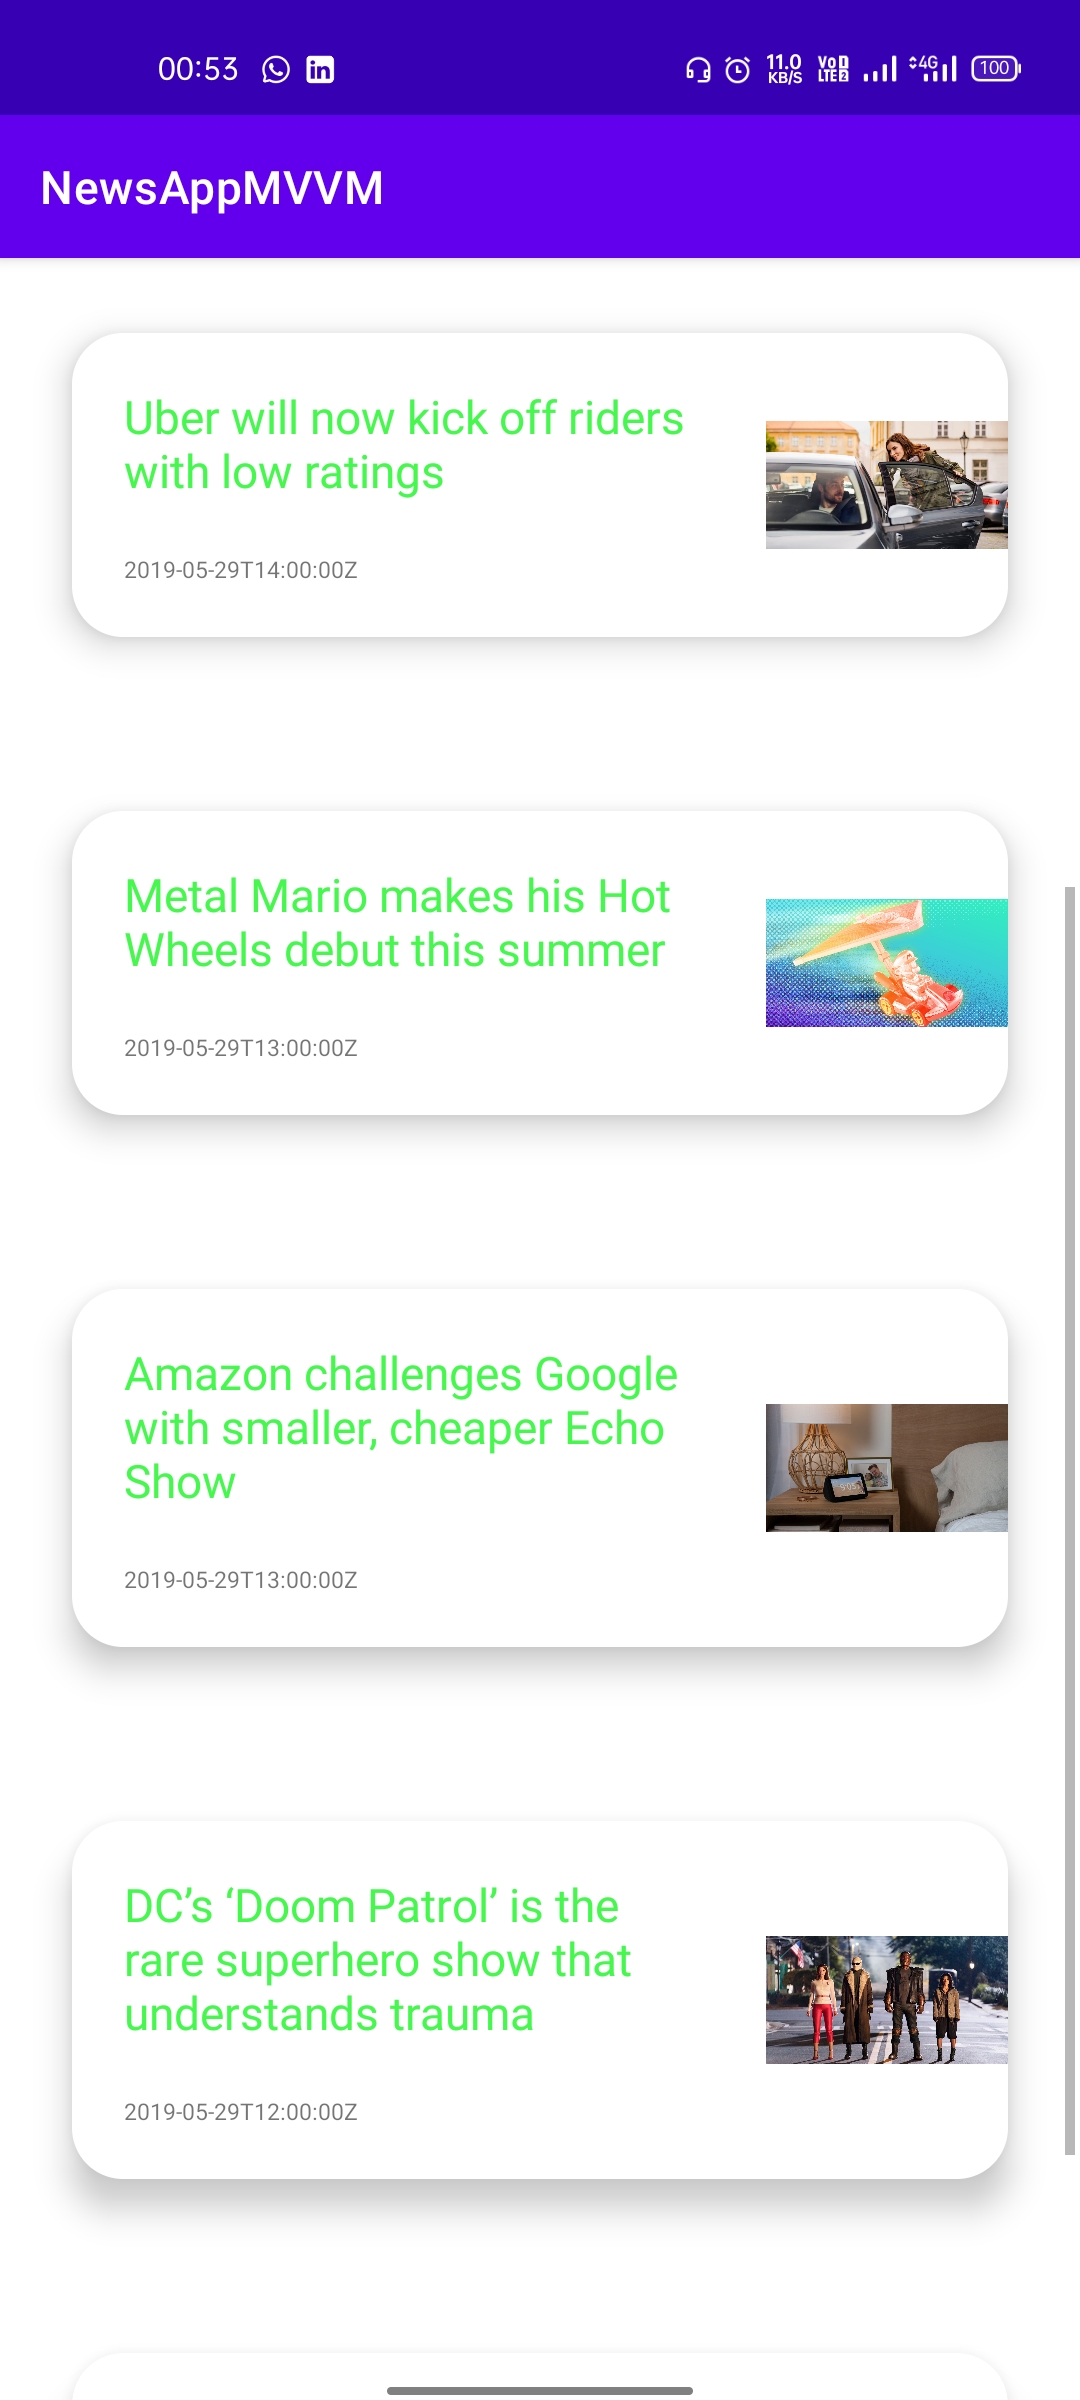 00:53
11.0
KB/S
Vo
LTE 2
4G
100
NewsAppMVVM
Uber will now kick off riders
with low ratings
2019-05-29T14:00:00Z
Metal Mario makes his Hot
Wheels debut this summer
2019-05-29T13:00:00Z
Amazon challenges Google
with smaller, cheaper Echo
Show
2019-05-29T13:00:00Z
DC’s ‘Doom Patrol’ is the
rare superhero show that
understands trauma
2019-05-29T12:00:00Z